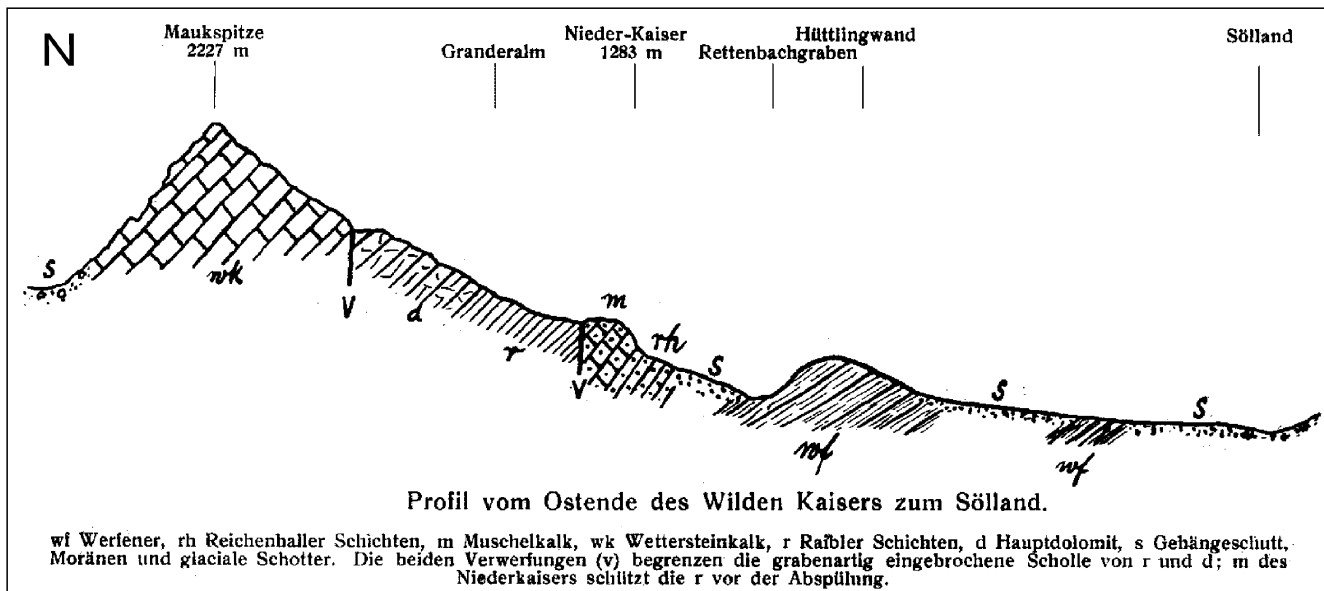 N
Maukspitze
2227 m
Granderalm
Nieder-Kaiser
1283 m
Rettenbachgraben
Hüttlingwand
Sölland
s
wk
V
d
r
V
m
rh
s
wf
s
wf
s
Profil vom Ostende des Wilden Kaisers zum Sölland.
wf Werfener, rh Reichenhaller Schichten, m Muschelkalk, wk Wettersteinkalk, r Raibler Schichten, d Hauptdolomit, s Gehängeschutt,
Moränen und glaciale Schotter. Die beiden Verwerfungen (v) begrenzen die grabenartig eingebrochene Scholle von r und d; m des
Niederkaisers schützt die r vor der Abspülung.